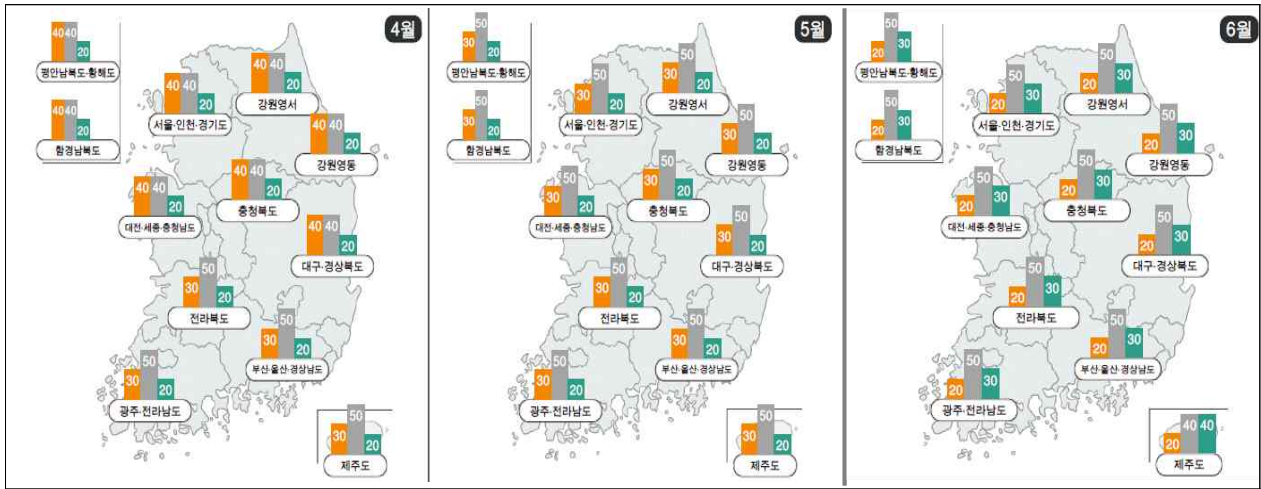 4월
40 40 20
평안남북도·황해도
40 40 20
함경남북도
40 40 20
서울·인천·경기도
40 40 20
강원영서
40 40 20
강원영동
40 40 20
대전·세종·충청남도
40 40 20
충청북도
40 40 20
대구·경상북도
30 50 20
전라북도
30 50 20
부산·울산·경상남도
30 50 20
광주·전라남도
30 50 20
제주도
5월
30 50 20
평안남북도·황해도
30 50 20
함경남북도
30 50 20
서울·인천·경기도
30 50 20
강원영서
30 50 20
강원영동
30 50 20
대전·세종·충청남도
30 50 20
충청북도
30 50 20
대구·경상북도
30 50 20
전라북도
30 50 20
부산·울산·경상남도
30 50 20
광주·전라남도
30 50 20
제주도
6월
20 50 30
평안남북도·황해도
20 50 30
함경남북도
20 50 30
서울·인천·경기도
20 50 30
강원영서
20 50 30
강원영동
20 50 30
대전·세종·충청남도
20 50 30
충청북도
20 50 30
대구·경상북도
20 50 30
전라북도
20 50 30
부산·울산·경상남도
20 50 30
광주·전라남도
20 40 40
제주도